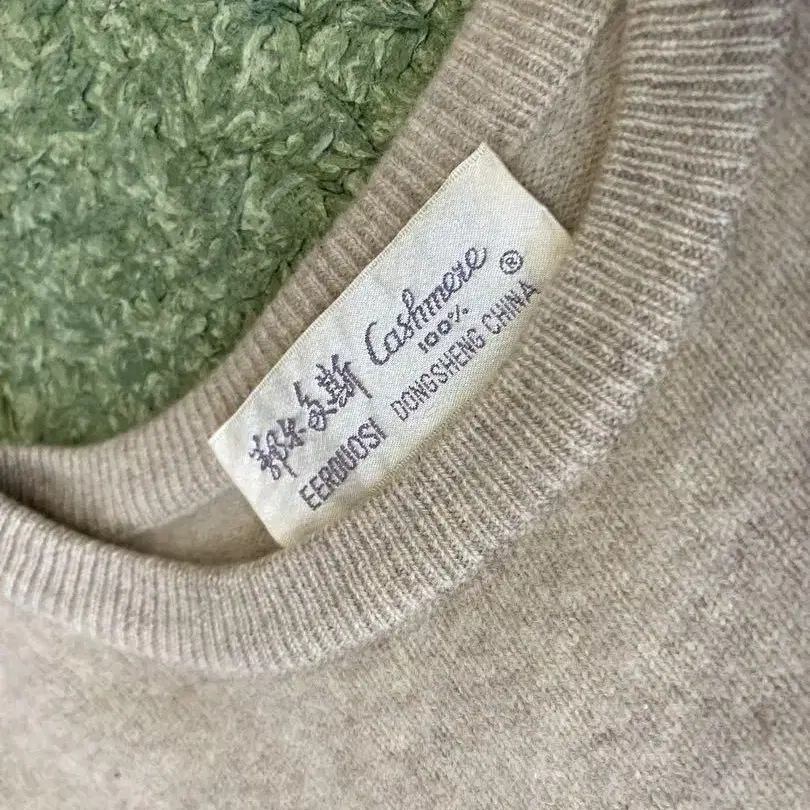 鄂尔多斯 Cashmere ®
100%
EERDUOSI DONGSHENG CHINA